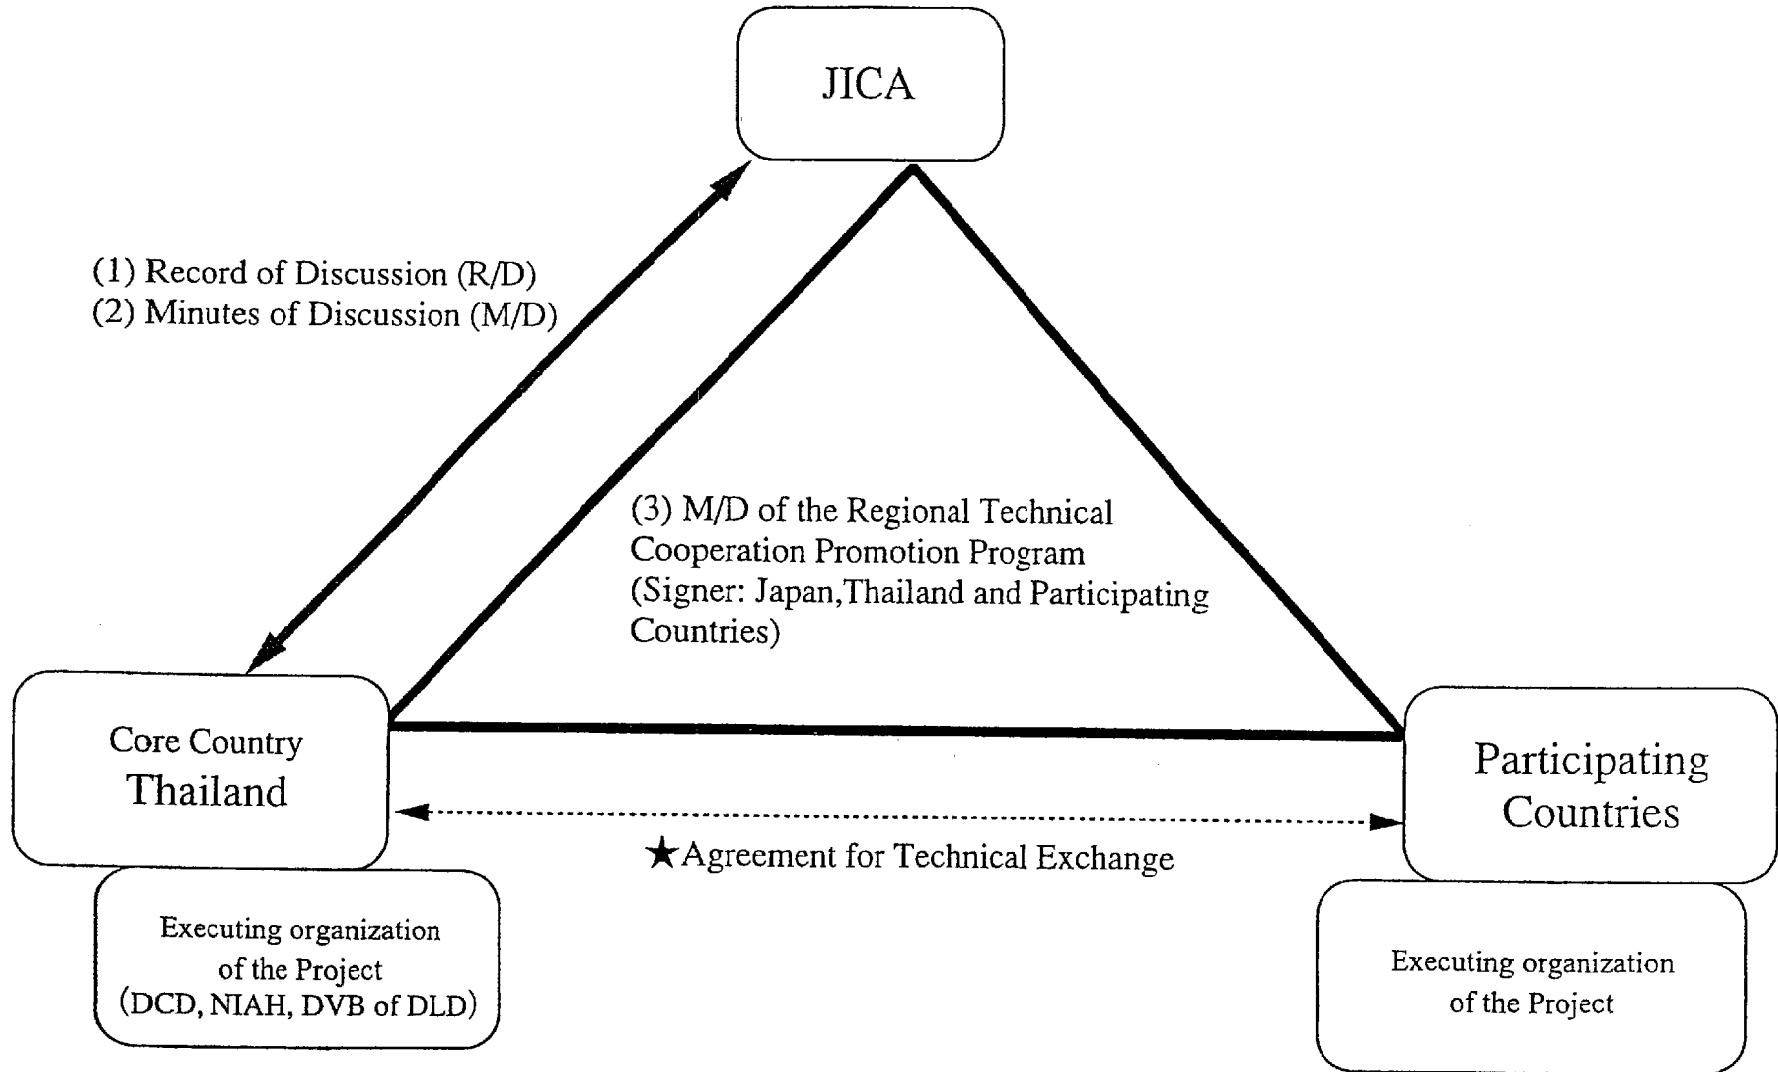 JICA
(1) Record of Discussion (R/D)
(2) Minutes of Discussion (M/D)
(3) M/D of the Regional Technical
Cooperation Promotion Program
(Signer: Japan,Thailand and Participating
Countries)
Core Country
Thailand
Participating
Countries
★Agreement for Technical Exchange
Executing organization
of the Project
(DCD, NIAH, DVB of DLD)
Executing organization
of the Project